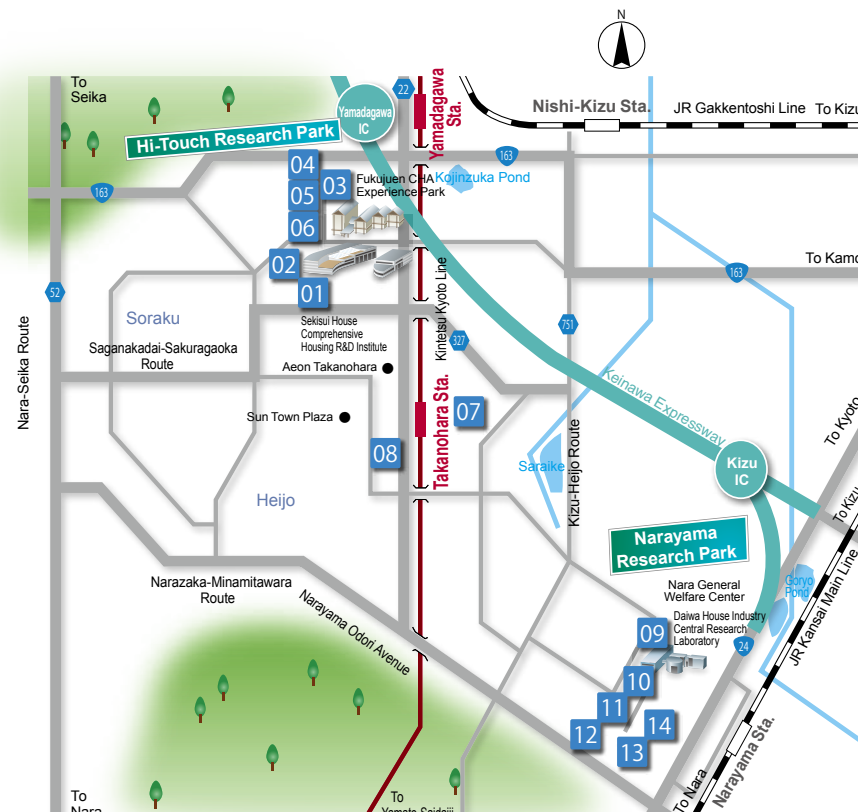 N
To
Seika
22
Yamadagawa
Sta.
Yamadagawa
IC
Nishi-Kizu Sta.
JR Gakkentoshi Line
To Kizu
Hi-Touch Research Park
163
04
03
Fukujuen CHA
Experience Park
Kojinzuka Pond
163
05
06
02
01
To Kamo
163
52
Soraku
Saganakadai-Sakuragaoka
Route
Sekisui House
Comprehensive
Housing R&D Institute
Kintetsu Kyoto Line
327
751
Nara-Seika Route
Aeon Takanohara
Sun Town Plaza
Takanohara Sta.
07
08
Keinawa Expressway
Kizu-Heijo Route
Saraike
Kizu
IC
To Kyoto
To Kizu
Heijo
Narayama
Research Park
Narazaka-Minamitawara
Route
Narayama Odori Avenue
Nara General
Welfare Center
Goryo
Pond
Daiwa House Industry
Central Research
Laboratory
JR Kansai Main Line
09
24
10
11
12
14
13
Narayama Sta.
To Nara
To
Nara
To
Yamato-Saidaiji